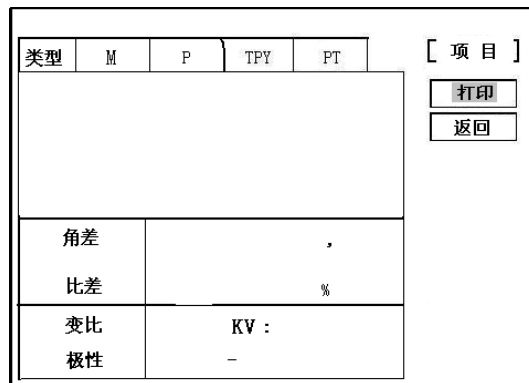 类型 M P TPY PT
[ 项 目 ]
打印
返回
角差 ,
比差 %
变比 KV :
极性 -